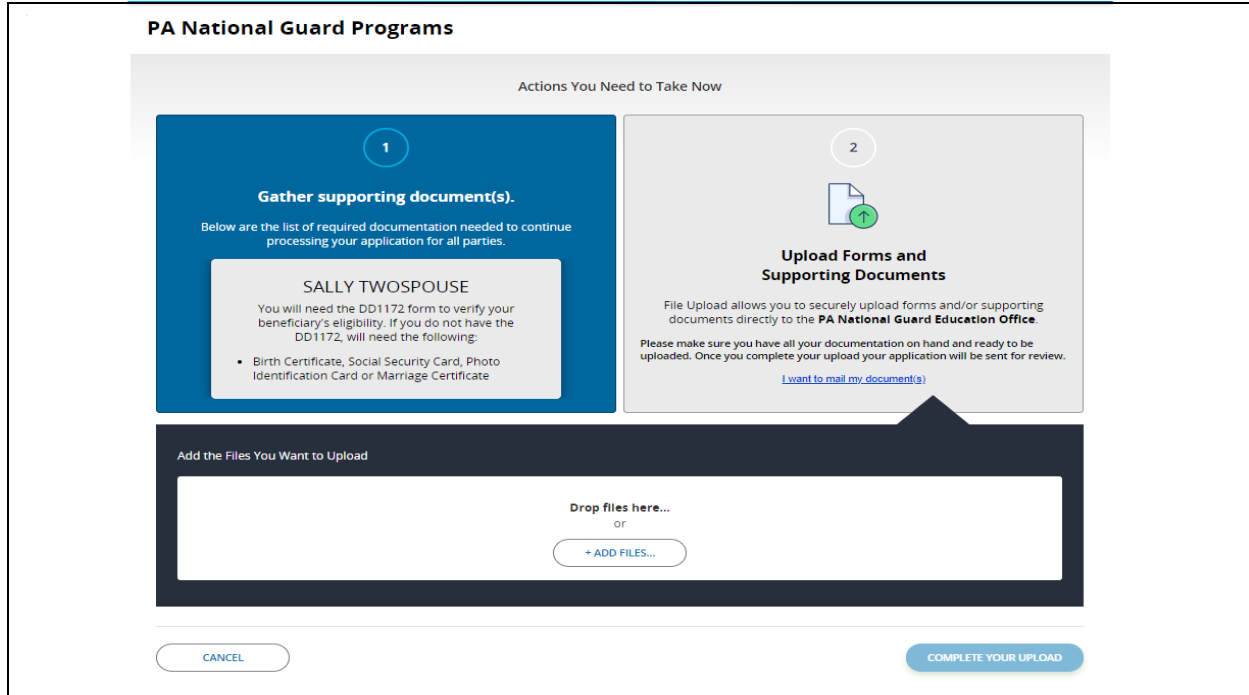 PA National Guard Programs
Actions You Need to Take Now
1
Gather supporting document(s).
Below are the list of required documentation needed to continue
processing your application for all parties.
SALLY TWOSPOUSE
You will need the DD1172 form to verify your
beneficiary's eligibility. If you do not have the
DD1172, will need the following:
• Birth Certificate, Social Security Card, Photo
Identification Card or Marriage Certificate
2
Upload Forms and
Supporting Documents
File Upload allows you to securely upload forms and/or supporting
documents directly to the PA National Guard Education Office.
Please make sure you have all your documentation on hand and ready to be
uploaded. Once you complete your upload your application will be sent for review.
I want to mail my document(s)
Add the Files You Want to Upload
Drop files here...
or
+ ADD FILES...
CANCEL
COMPLETE YOUR UPLOAD